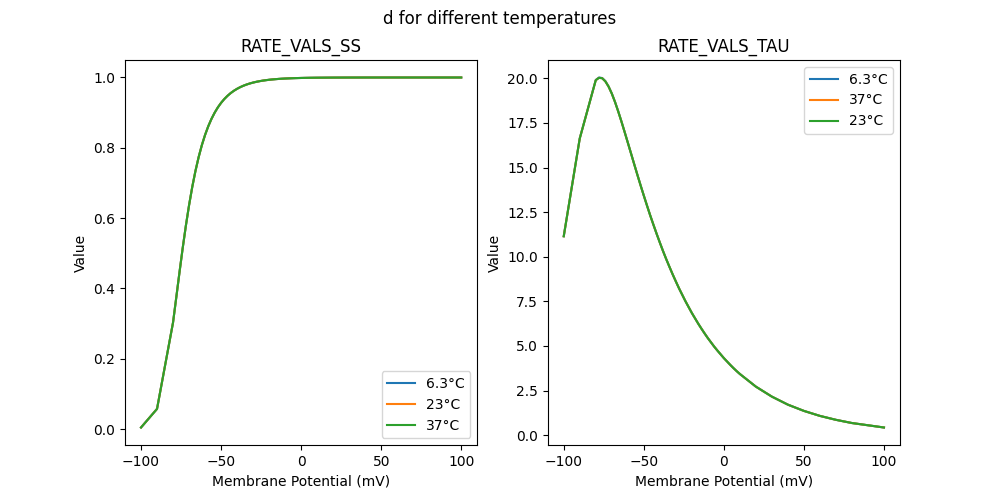 d for different temperatures
RATE_VALS_SS
Value
1.0
0.8
0.6
0.4
0.2
0.0
−100
−50
0
50
100
Membrane Potential (mV)
6.3°C
23°C
37°C
RATE_VALS_TAU
Value
20.0
17.5
15.0
12.5
10.0
7.5
5.0
2.5
0.0
−100
−50
0
50
100
Membrane Potential (mV)
6.3°C
37°C
23°C